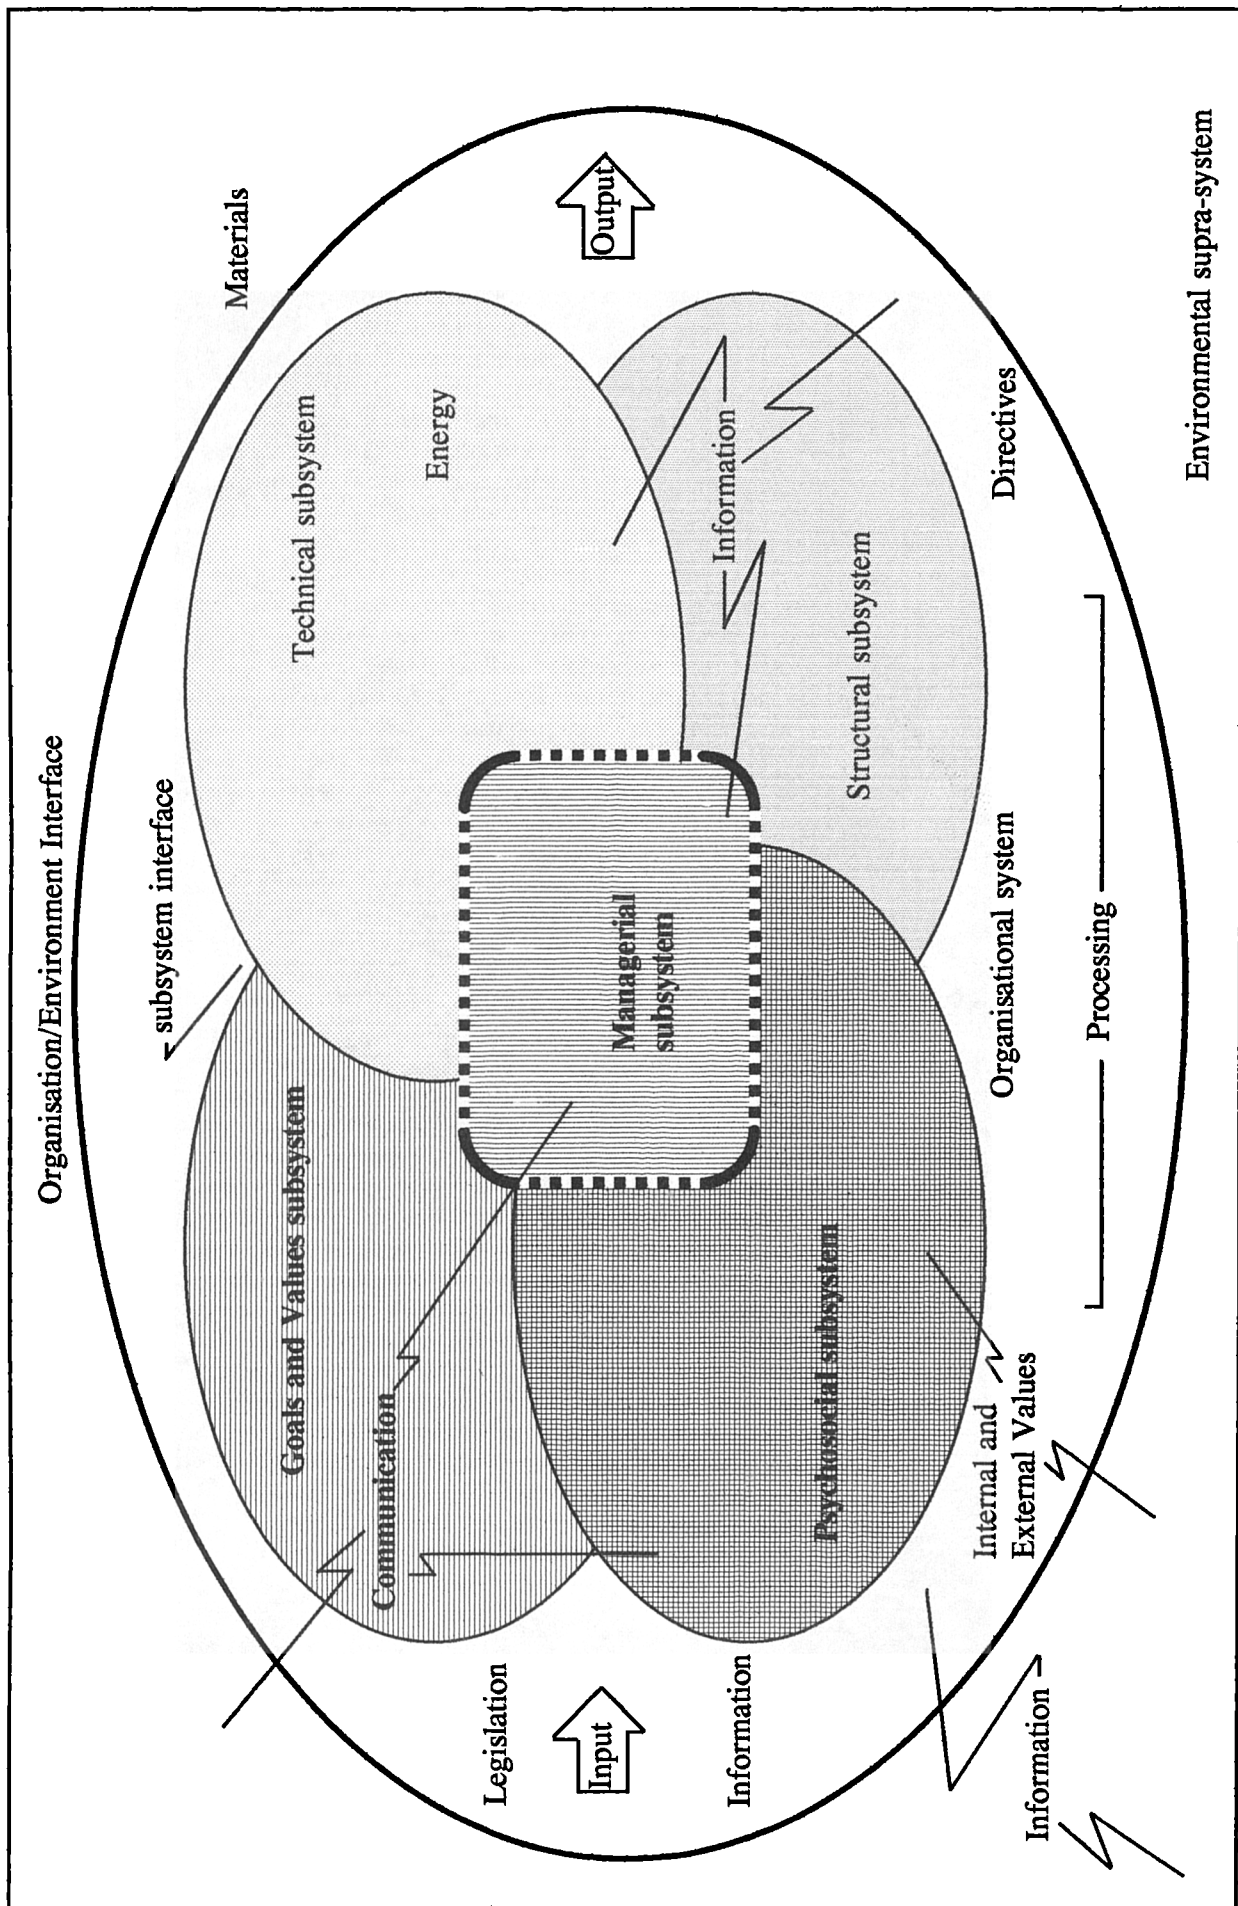 Organisation/Environment Interface
Materials
subsystem interface
Technical subsystem
Energy
Goals and Values subsystem
Communication
Legislation
Input
Output
Information
Managerial
subsystem
Information
Structural subsystem
Psychosocial subsystem
Directives
Organisational system
Internal and
External Values
Information
Processing
Environmental supra-system